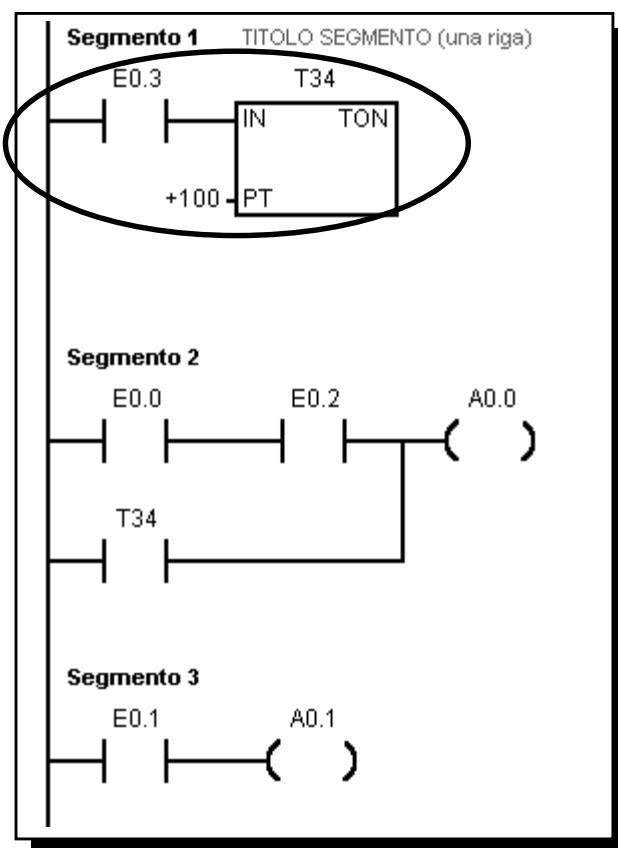 Segmento 1 TITOLO SEGMENTO (una riga)
E0.3 T34
IN TON
+100 PT
Segmento 2
E0.0 E0.2 A0.0
T34
Segmento 3
E0.1 A0.1